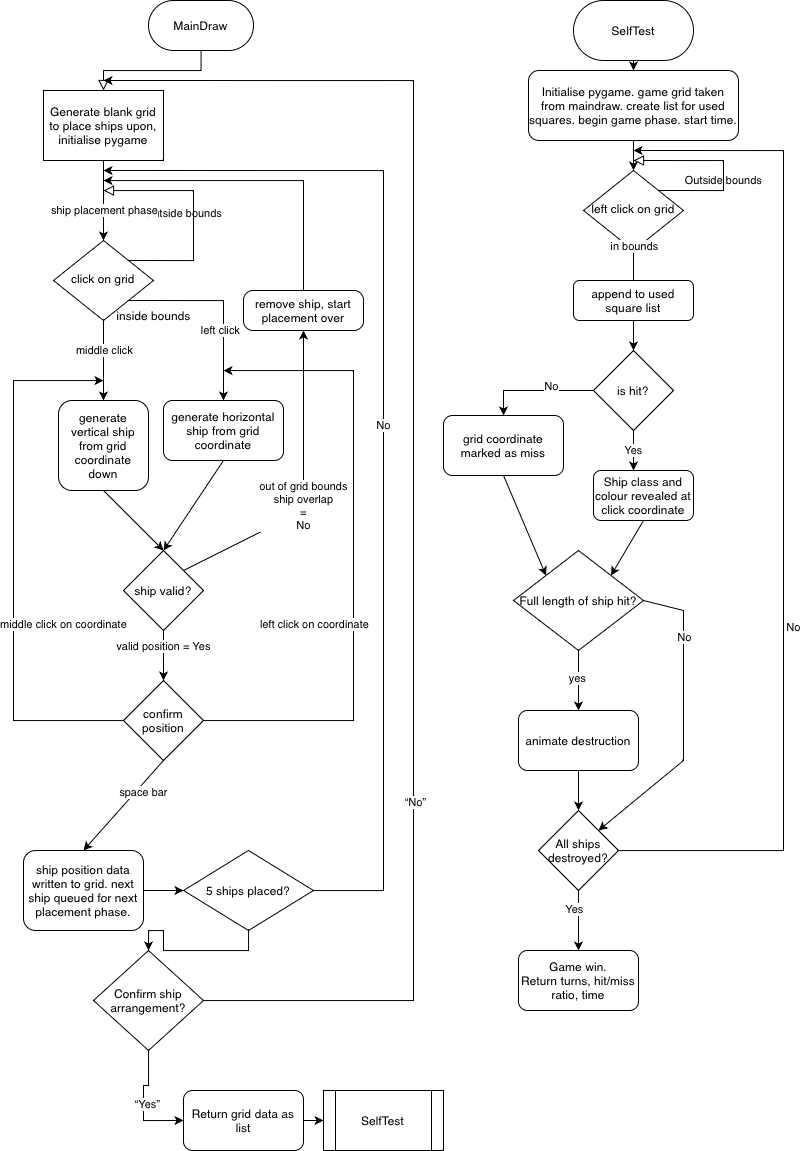 MainDraw
Generate blank grid
to place ships upon,
initialise pygame
ship placement phase
tside bounds
click on grid
inside bounds
left click
middle click
remove ship, start
placement over
generate
vertical ship
from grid
coordinate
down
generate horizontal
ship from grid
coordinate
No
out of grid bounds
ship overlap
=
No
ship valid?
middle click on coordinate
left click on coordinate
valid position = Yes
confirm
position
space bar
“No”
ship position data
written to grid. next
ship queued for next
placement phase.
5 ships placed?
Confirm ship
arrangement?
“Yes”
Return grid data as
list
SelfTest
SelfTest
Initialise pygame. game grid taken
from maindraw. create list for used
squares. begin game phase. start time.
Outside bounds
left click on grid
in bounds
append to used
square list
is hit?
No
Yes
grid coordinate
marked as miss
Ship class and
colour revealed at
click coordinate
Full length of ship hit?
No
No
yes
animate destruction
All ships
destroyed?
Yes
Game win.
Return turns, hit/miss
ratio, time